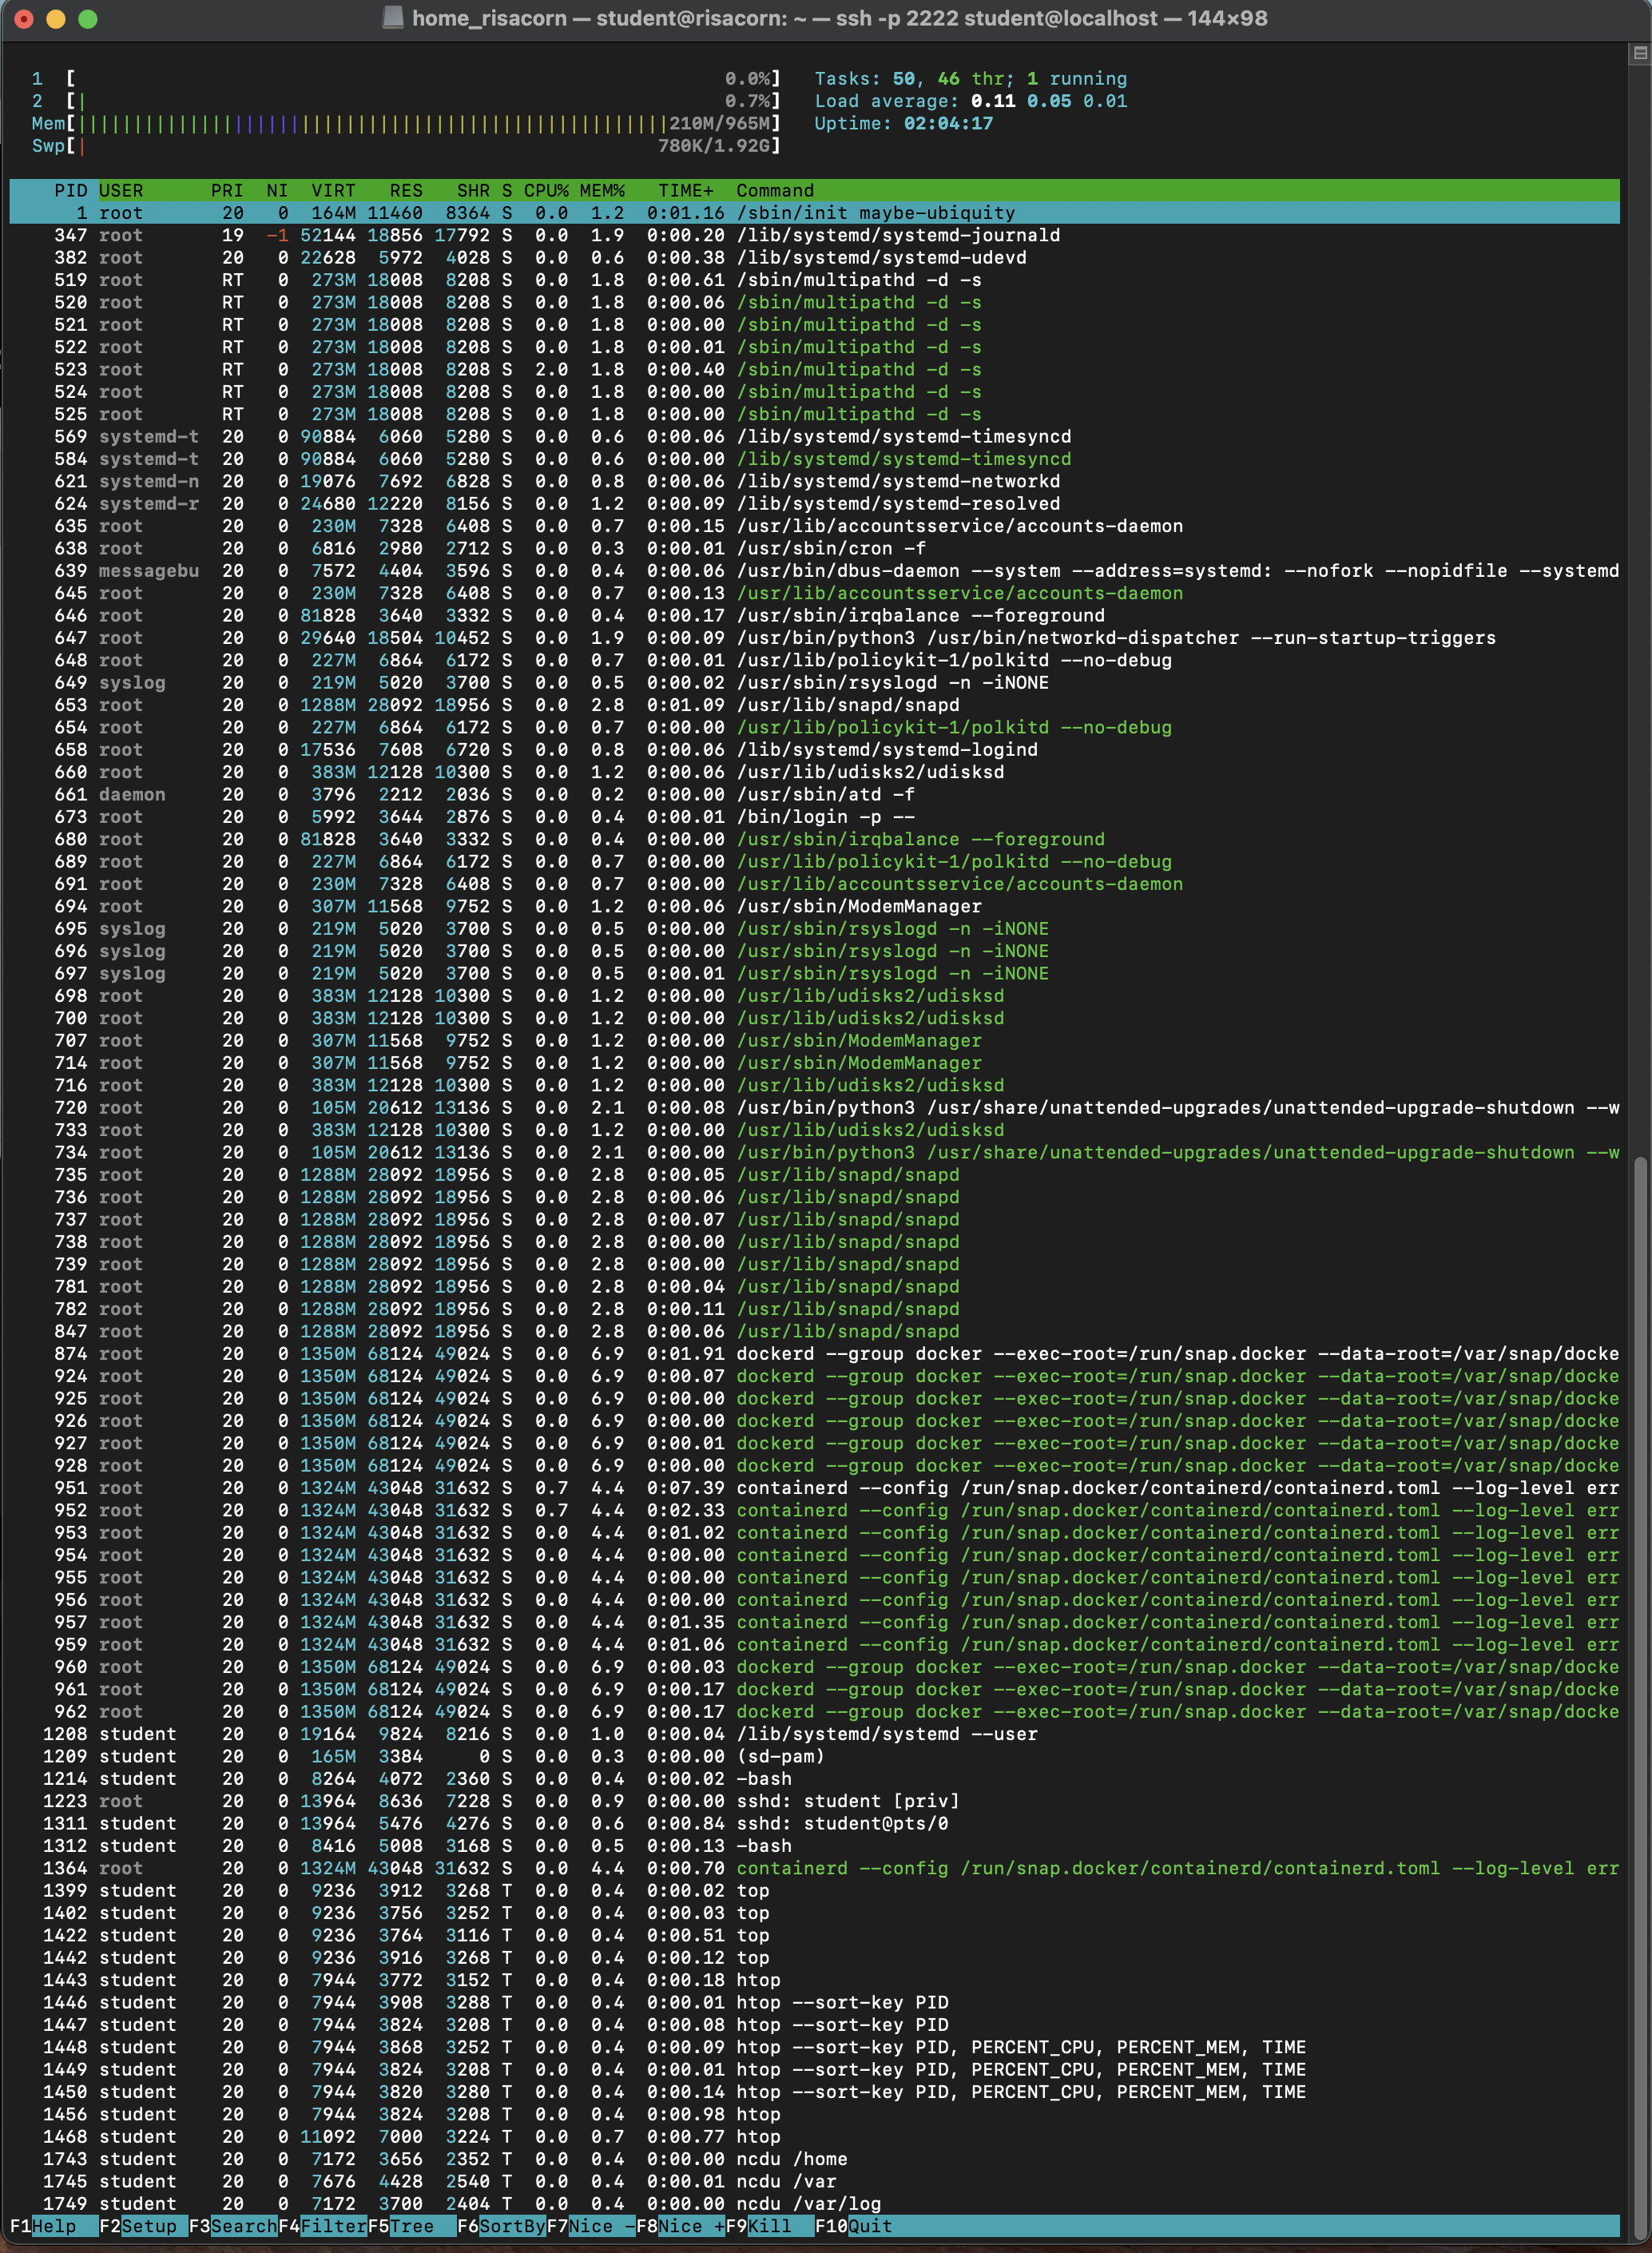 home_risacorn — student@risacorn: ~ — ssh -p 2222 student@localhost — 144×98
1 [ 0.0%] Tasks: 50, 46 thr; 1 running
2 [| 0.7%] Load average: 0.11 0.05 0.01
Mem[||||||||||||||||||||||||||||||||||||||||||||||||||||| 210M/965M] Uptime: 02:04:17
Swp[| 780K/1.92G]
PID USER PRI NI VIRT RES SHR S CPU% MEM% TIME+ Command
1 root 20 0 164M 11460 8364 S 0.0 1.2 0:01.16 /sbin/init maybe-ubiquity
347 root 19 -1 52144 18856 17792 S 0.0 1.9 0:00.20 /lib/systemd/systemd-journald
382 root 20 0 22628 5972 4028 S 0.0 0.6 0:00.38 /lib/systemd/systemd-udevd
519 root RT 0 273M 18008 8208 S 0.0 1.8 0:00.61 /sbin/multipathd -d -s
520 root RT 0 273M 18008 8208 S 0.0 1.8 0:00.06 /sbin/multipathd -d -s
521 root RT 0 273M 18008 8208 S 0.0 1.8 0:00.00 /sbin/multipathd -d -s
522 root RT 0 273M 18008 8208 S 0.0 1.8 0:00.01 /sbin/multipathd -d -s
523 root RT 0 273M 18008 8208 S 2.0 1.8 0:00.40 /sbin/multipathd -d -s
524 root RT 0 273M 18008 8208 S 0.0 1.8 0:00.00 /sbin/multipathd -d -s
525 root RT 0 273M 18008 8208 S 0.0 1.8 0:00.00 /sbin/multipathd -d -s
569 systemd-t 20 0 90884 6060 5280 S 0.0 0.6 0:00.06 /lib/systemd/systemd-timesyncd
584 systemd-t 20 0 90884 6060 5280 S 0.0 0.6 0:00.00 /lib/systemd/systemd-timesyncd
621 systemd-n 20 0 19076 7692 6828 S 0.0 0.8 0:00.06 /lib/systemd/systemd-networkd
624 systemd-r 20 0 24680 12220 8156 S 0.0 1.2 0:00.09 /lib/systemd/systemd-resolved
635 root 20 0 230M 7328 6408 S 0.0 0.7 0:00.15 /usr/lib/accountsservice/accounts-daemon
638 root 20 0 6816 2980 2712 S 0.0 0.3 0:00.01 /usr/sbin/cron -f
639 messagebu 20 0 7572 4404 3596 S 0.0 0.4 0:00.06 /usr/bin/dbus-daemon --system --address=systemd: --nofork --nopidfile --systemd
645 root 20 0 230M 7328 6408 S 0.0 0.7 0:00.13 /usr/lib/accountsservice/accounts-daemon
646 root 20 0 81828 3640 3332 S 0.0 0.4 0:00.17 /usr/sbin/irqbalance --foreground
647 root 20 0 29640 18504 10452 S 0.0 1.9 0:00.09 /usr/bin/python3 /usr/bin/networkd-dispatcher --run-startup-triggers
648 root 20 0 227M 6864 6172 S 0.0 0.7 0:00.01 /usr/lib/policykit-1/polkitd --no-debug
649 syslog 20 0 219M 5020 3700 S 0.0 0.5 0:00.02 /usr/sbin/rsyslogd -n -iNONE
653 root 20 0 1288M 28092 18956 S 0.0 2.8 0:01.09 /usr/lib/snapd/snapd
654 root 20 0 227M 6864 6172 S 0.0 0.7 0:00.00 /usr/lib/policykit-1/polkitd --no-debug
658 root 20 0 17536 7608 6720 S 0.0 0.8 0:00.06 /lib/systemd/systemd-logind
660 root 20 0 383M 12128 10300 S 0.0 1.2 0:00.06 /usr/lib/udisks2/udisksd
661 daemon 20 0 3796 2212 2036 S 0.0 0.2 0:00.00 /usr/sbin/atd -f
673 root 20 0 5992 3644 2876 S 0.0 0.4 0:00.01 /bin/login -p --
680 root 20 0 81828 3640 3332 S 0.0 0.4 0:00.00 /usr/sbin/irqbalance --foreground
689 root 20 0 227M 6864 6172 S 0.0 0.7 0:00.00 /usr/lib/policykit-1/polkitd --no-debug
691 root 20 0 230M 7328 6408 S 0.0 0.7 0:00.00 /usr/lib/accountsservice/accounts-daemon
694 root 20 0 307M 11568 9752 S 0.0 1.2 0:00.06 /usr/sbin/ModemManager
695 syslog 20 0 219M 5020 3700 S 0.0 0.5 0:00.00 /usr/sbin/rsyslogd -n -iNONE
696 syslog 20 0 219M 5020 3700 S 0.0 0.5 0:00.00 /usr/sbin/rsyslogd -n -iNONE
697 syslog 20 0 219M 5020 3700 S 0.0 0.5 0:00.01 /usr/sbin/rsyslogd -n -iNONE
698 root 20 0 383M 12128 10300 S 0.0 1.2 0:00.00 /usr/lib/udisks2/udisksd
700 root 20 0 383M 12128 10300 S 0.0 1.2 0:00.00 /usr/lib/udisks2/udisksd
707 root 20 0 307M 11568 9752 S 0.0 1.2 0:00.00 /usr/sbin/ModemManager
714 root 20 0 307M 11568 9752 S 0.0 1.2 0:00.00 /usr/sbin/ModemManager
716 root 20 0 383M 12128 10300 S 0.0 1.2 0:00.00 /usr/lib/udisks2/udisksd
720 root 20 0 105M 20612 13136 S 0.0 2.1 0:00.08 /usr/bin/python3 /usr/share/unattended-upgrades/unattended-upgrade-shutdown --w
733 root 20 0 383M 12128 10300 S 0.0 1.2 0:00.00 /usr/lib/udisks2/udisksd
734 root 20 0 105M 20612 13136 S 0.0 2.1 0:00.00 /usr/bin/python3 /usr/share/unattended-upgrades/unattended-upgrade-shutdown --w
735 root 20 0 1288M 28092 18956 S 0.0 2.8 0:00.05 /usr/lib/snapd/snapd
736 root 20 0 1288M 28092 18956 S 0.0 2.8 0:00.06 /usr/lib/snapd/snapd
737 root 20 0 1288M 28092 18956 S 0.0 2.8 0:00.07 /usr/lib/snapd/snapd
738 root 20 0 1288M 28092 18956 S 0.0 2.8 0:00.00 /usr/lib/snapd/snapd
739 root 20 0 1288M 28092 18956 S 0.0 2.8 0:00.00 /usr/lib/snapd/snapd
781 root 20 0 1288M 28092 18956 S 0.0 2.8 0:00.04 /usr/lib/snapd/snapd
782 root 20 0 1288M 28092 18956 S 0.0 2.8 0:00.11 /usr/lib/snapd/snapd
847 root 20 0 1288M 28092 18956 S 0.0 2.8 0:00.06 /usr/lib/snapd/snapd
874 root 20 0 1350M 68124 49024 S 0.0 6.9 0:01.91 dockerd --group docker --exec-root=/run/snap.docker --data-root=/var/snap/docke
924 root 20 0 1350M 68124 49024 S 0.0 6.9 0:00.07 dockerd --group docker --exec-root=/run/snap.docker --data-root=/var/snap/docke
925 root 20 0 1350M 68124 49024 S 0.0 6.9 0:00.00 dockerd --group docker --exec-root=/run/snap.docker --data-root=/var/snap/docke
926 root 20 0 1350M 68124 49024 S 0.0 6.9 0:00.00 dockerd --group docker --exec-root=/run/snap.docker --data-root=/var/snap/docke
927 root 20 0 1350M 68124 49024 S 0.0 6.9 0:00.01 dockerd --group docker --exec-root=/run/snap.docker --data-root=/var/snap/docke
928 root 20 0 1350M 68124 49024 S 0.0 6.9 0:00.00 dockerd --group docker --exec-root=/run/snap.docker --data-root=/var/snap/docke
951 root 20 0 1324M 43048 31632 S 0.7 4.4 0:07.39 containerd --config /run/snap.docker/containerd/containerd.toml --log-level err
952 root 20 0 1324M 43048 31632 S 0.7 4.4 0:02.33 containerd --config /run/snap.docker/containerd/containerd.toml --log-level err
953 root 20 0 1324M 43048 31632 S 0.0 4.4 0:01.02 containerd --config /run/snap.docker/containerd/containerd.toml --log-level err
954 root 20 0 1324M 43048 31632 S 0.0 4.4 0:00.00 containerd --config /run/snap.docker/containerd/containerd.toml --log-level err
955 root 20 0 1324M 43048 31632 S 0.0 4.4 0:00.00 containerd --config /run/snap.docker/containerd/containerd.toml --log-level err
956 root 20 0 1324M 43048 31632 S 0.0 4.4 0:00.00 containerd --config /run/snap.docker/containerd/containerd.toml --log-level err
957 root 20 0 1324M 43048 31632 S 0.0 4.4 0:01.35 containerd --config /run/snap.docker/containerd/containerd.toml --log-level err
959 root 20 0 1324M 43048 31632 S 0.0 4.4 0:01.06 containerd --config /run/snap.docker/containerd/containerd.toml --log-level err
960 root 20 0 1350M 68124 49024 S 0.0 6.9 0:00.03 dockerd --group docker --exec-root=/run/snap.docker --data-root=/var/snap/docke
961 root 20 0 1350M 68124 49024 S 0.0 6.9 0:00.17 dockerd --group docker --exec-root=/run/snap.docker --data-root=/var/snap/docke
962 root 20 0 1350M 68124 49024 S 0.0 6.9 0:00.17 dockerd --group docker --exec-root=/run/snap.docker --data-root=/var/snap/docke
1208 student 20 0 19164 9824 8216 S 0.0 1.0 0:00.04 /lib/systemd/systemd --user
1209 student 20 0 165M 3384 0 S 0.0 0.3 0:00.00 (sd-pam)
1214 student 20 0 8264 4072 2360 S 0.0 0.4 0:00.02 -bash
1223 root 20 0 13964 8636 7228 S 0.0 0.9 0:00.00 sshd: student [priv]
1311 student 20 0 13964 5476 4276 S 0.0 0.6 0:00.84 sshd: student@pts/0
1312 student 20 0 8416 5008 3168 S 0.0 0.5 0:00.13 -bash
1364 root 20 0 1324M 43048 31632 S 0.0 4.4 0:00.70 containerd --config /run/snap.docker/containerd/containerd.toml --log-level err
1399 student 20 0 9236 3912 3268 T 0.0 0.4 0:00.02 top
1402 student 20 0 9236 3756 3252 T 0.0 0.4 0:00.03 top
1422 student 20 0 9236 3764 3116 T 0.0 0.4 0:00.51 top
1442 student 20 0 9236 3916 3268 T 0.0 0.4 0:00.12 top
1443 student 20 0 7944 3772 3152 T 0.0 0.4 0:00.18 htop
1446 student 20 0 7944 3908 3288 T 0.0 0.4 0:00.01 htop --sort-key PID
1447 student 20 0 7944 3824 3208 T 0.0 0.4 0:00.08 htop --sort-key PID
1448 student 20 0 7944 3868 3252 T 0.0 0.4 0:00.09 htop --sort-key PID, PERCENT_CPU, PERCENT_MEM, TIME
1449 student 20 0 7944 3824 3208 T 0.0 0.4 0:00.01 htop --sort-key PID, PERCENT_CPU, PERCENT_MEM, TIME
1450 student 20 0 7944 3820 3280 T 0.0 0.4 0:00.14 htop --sort-key PID, PERCENT_CPU, PERCENT_MEM, TIME
1456 student 20 0 7944 3824 3208 T 0.0 0.4 0:00.98 htop
1468 student 20 0 11092 7000 3224 T 0.0 0.7 0:00.77 htop
1743 student 20 0 7172 3656 2352 T 0.0 0.4 0:00.00 ncdu /home
1745 student 20 0 7676 4428 2540 T 0.0 0.4 0:00.01 ncdu /var
1749 student 20 0 7172 3700 2404 T 0.0 0.4 0:00.00 ncdu /var/log
F1Help F2Setup F3SearchF4FilterF5Tree F6SortByF7Nice -F8Nice +F9Kill F10Quit